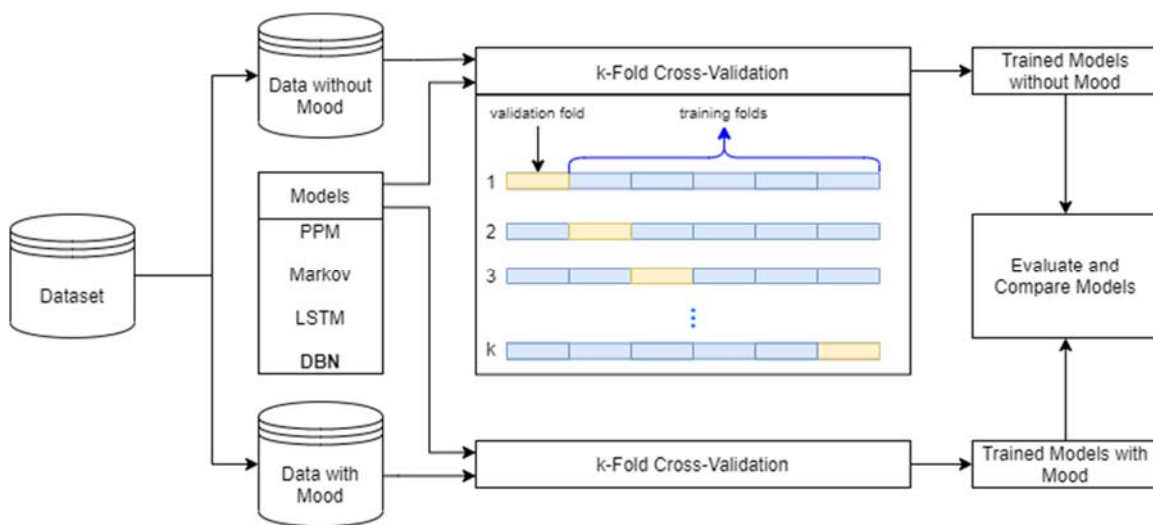 Dataset
Data without
Mood
Models
PPM
Markov
LSTM
DBN
Data with
Mood
k-Fold Cross-Validation
validation fold
training folds
1
2
3
k
k-Fold Cross-Validation
Trained Models
without Mood
Evaluate and
Compare Models
Trained Models with
Mood